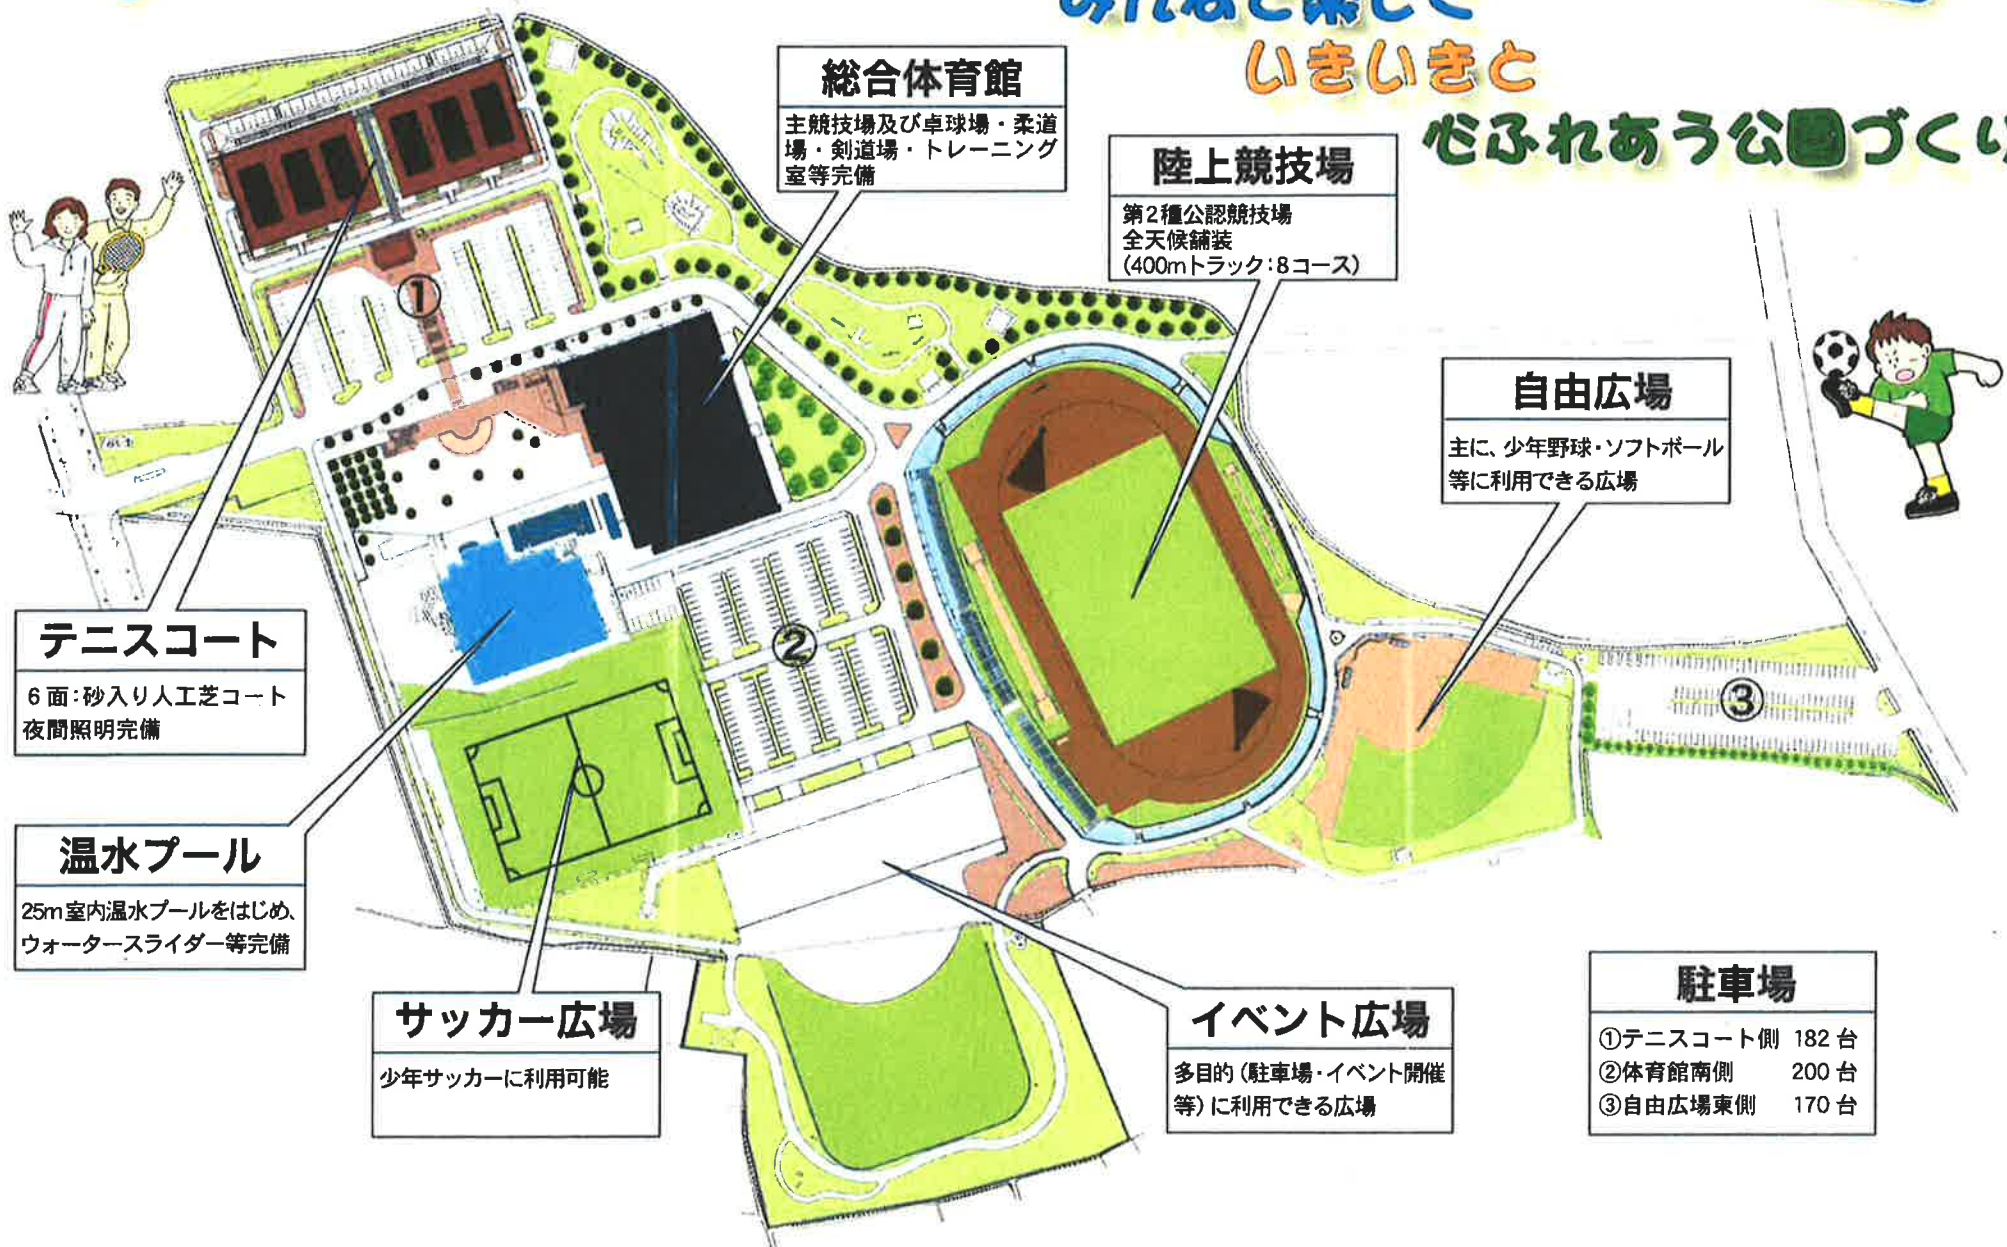 みんなで楽しく
いきいきと
心ふれあう公園づくり
総合体育館
主競技場及び卓球場・柔道
場・剣道場・トレーニング
室等完備
陸上競技場
第2種公認競技場
全天候舗装
(400mトラック:8コース)
自由広場
主に、少年野球・ソフトボール
等に利用できる広場
①
②
③
テニスコート
6面:砂入り人工芝コート
夜間照明完備
温水プール
25m室内温水プールをはじめ、
ウォータースライダー等完備
サッカー広場
少年サッカーに利用可能
イベント広場
多目的(駐車場・イベント開催
等)に利用できる広場
駐車場
①テニスコート側 182台
②体育館南側 200台
③自由広場東側 170台